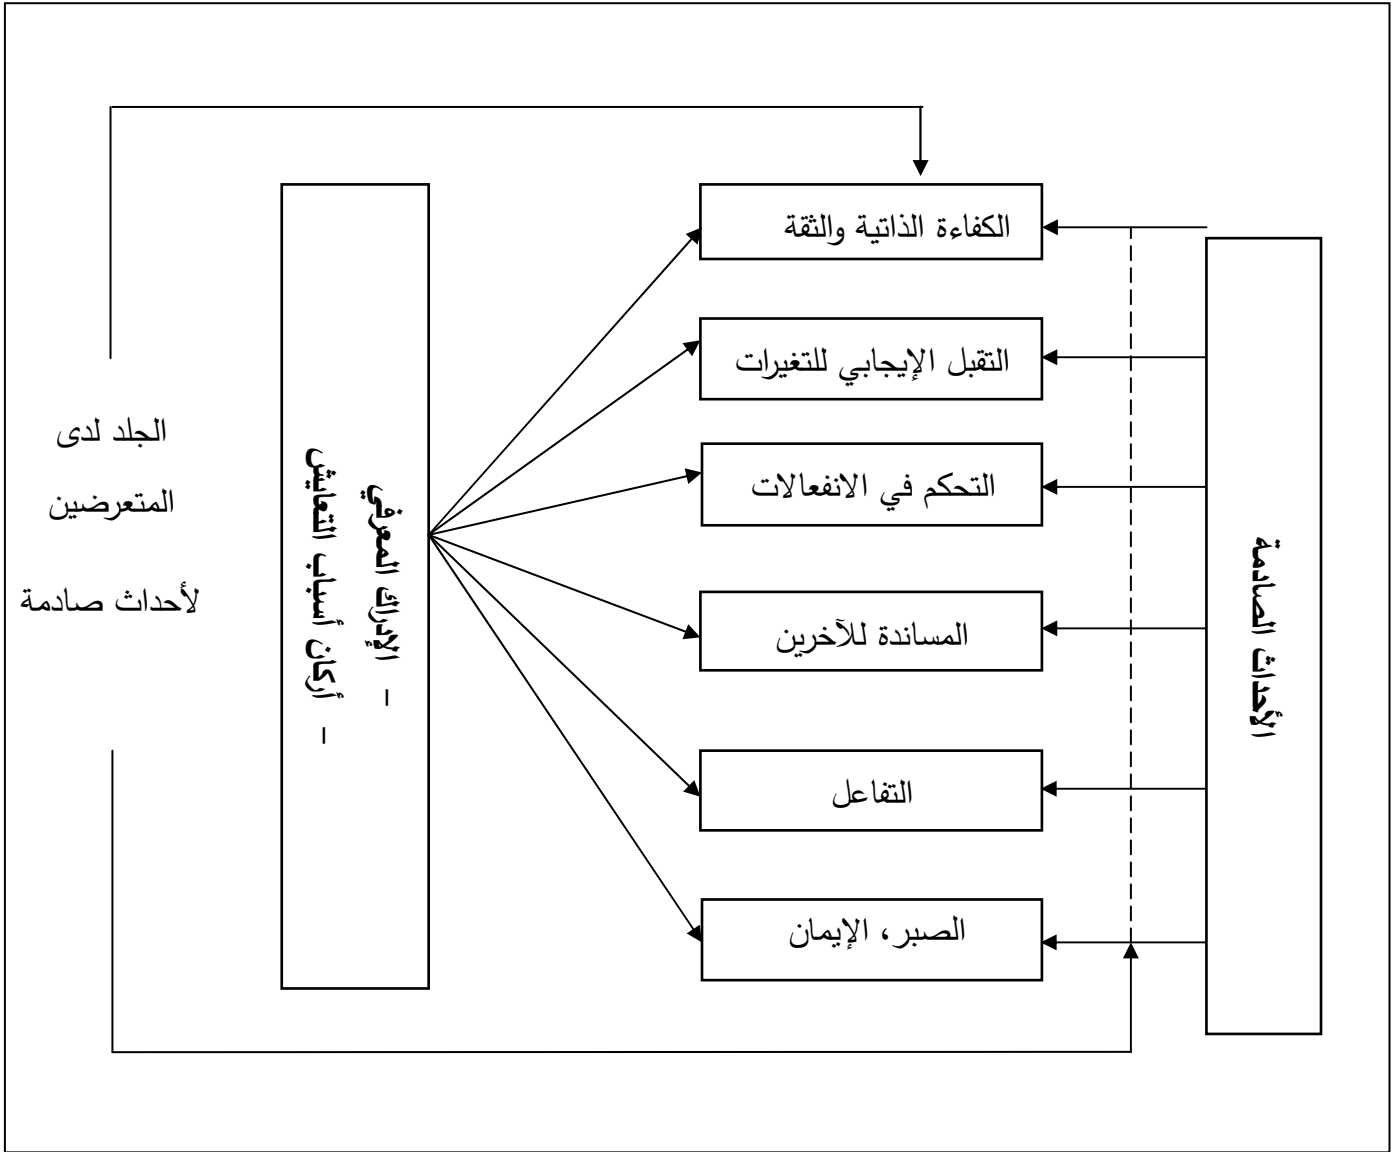 الأحداث الصادمة
الكفاءة الذاتية والثقة
التقبل الإيجابي للتغيرات
التحكم في الانفعالات
المساندة للآخرين
التفاعل
الصبر، الإيمان
- الإدراك المعرفي
- أركان أسباب التعايش
الجلد لدى
المتعرضين
لأحداث صادمة